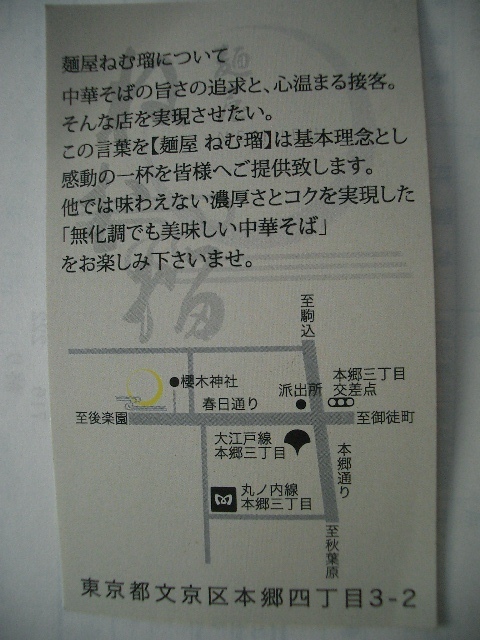 麺屋ねむ瑠について
中華そばの旨さの追求と、心温まる接客。
そんな店を実現させたい。
この言葉を【麺屋 ねむ瑠】は基本理念とし
感動の一杯を皆様へご提供致します。
他では味わえない濃厚さとコクを実現した
「無化調でも美味しい中華そば」
をお楽しみ下さいませ。
至駒込
櫻木神社
派出所
本郷三丁目
交差点
春日通り
至後楽園
至御徒町
大江戸線
本郷三丁目
本郷通り
丸ノ内線
本郷三丁目
至秋葉原
東京都文京区本郷四丁目3-2